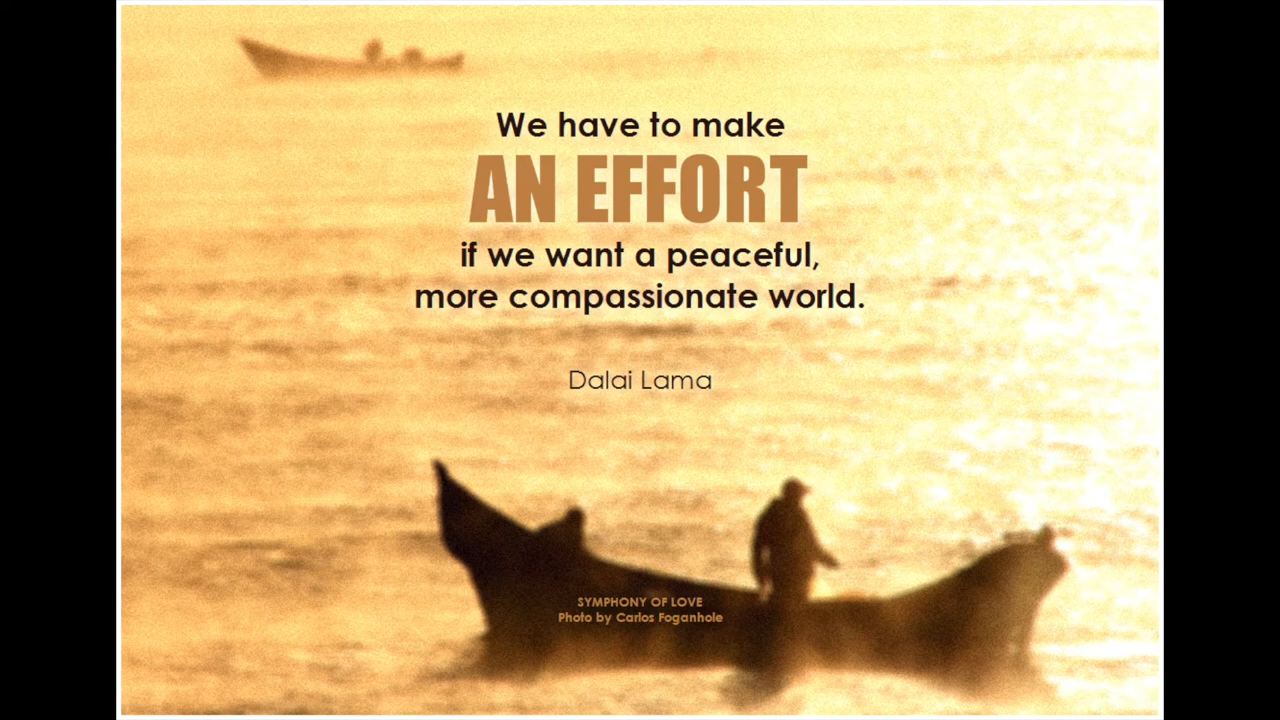 We have to make
AN EFFORT
if we want a peaceful,
more compassionate world.
Dalai Lama
SYMPHONY OF LOVE
Photo by Carlos Foganhole